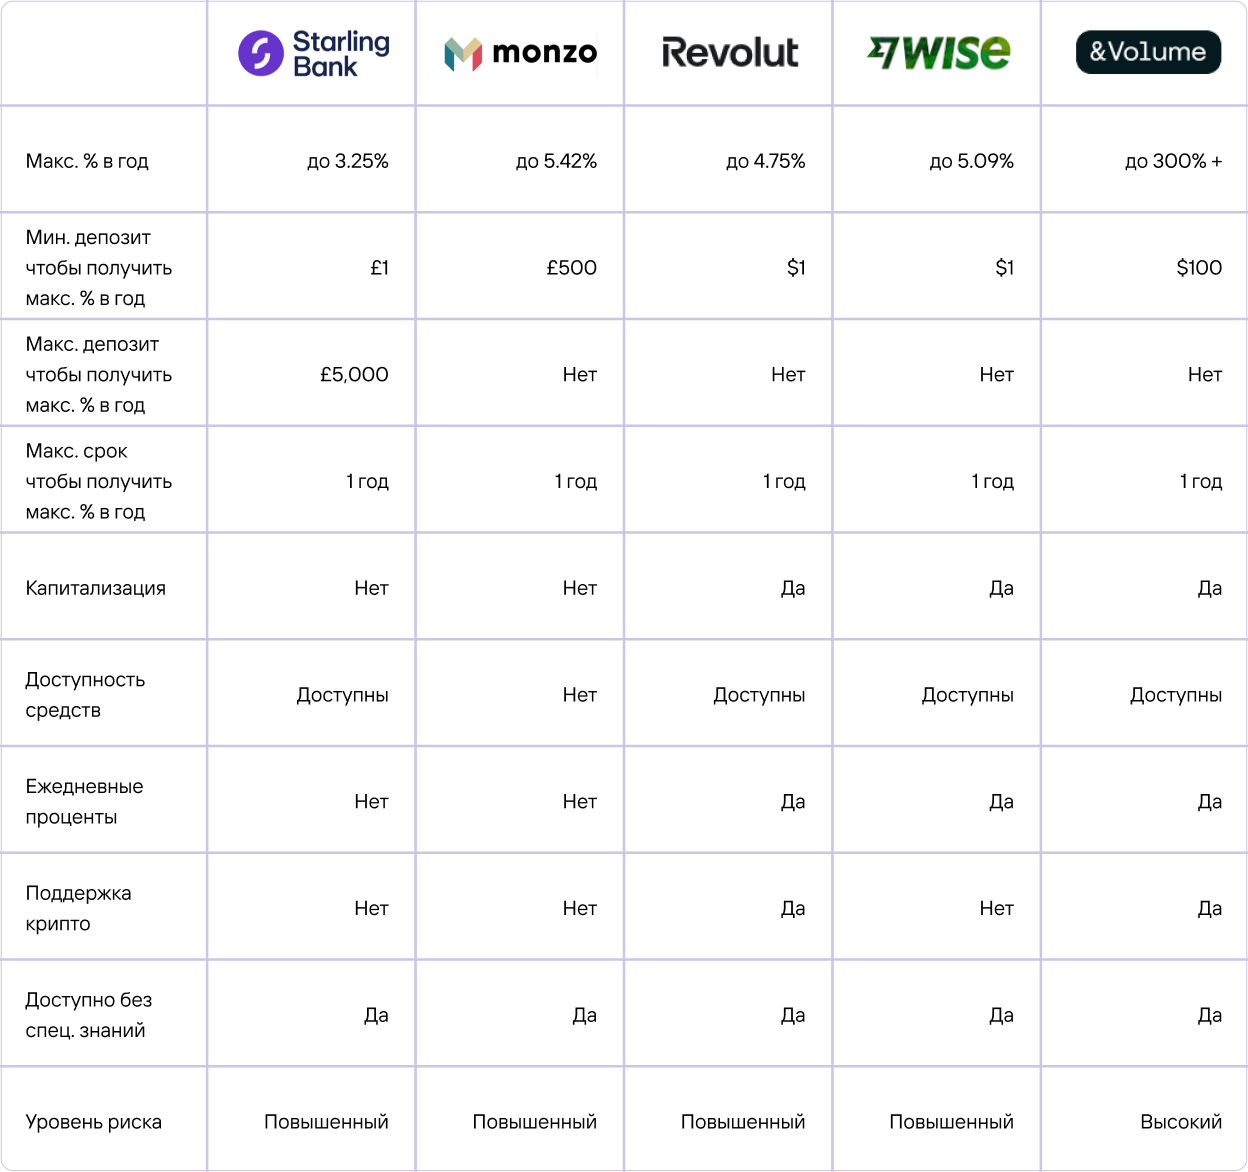 Starling
Bank
monzo
Revolut
WISE
&Volume
Макс. % в год
до 3.25%
до 5.42%
до 4.75%
до 5.09%
до 300% +
Мин. депозит
чтобы получить
макс. % в год
£1
£500
$1
$1
$100
Макс. депозит
чтобы получить
макс. % в год
£5,000
Нет
Нет
Нет
Нет
Макс. срок
чтобы получить
макс. % в год
1 год
1 год
1 год
1 год
1 год
Капитализация
Нет
Нет
Да
Да
Да
Доступность
средств
Доступны
Нет
Доступны
Доступны
Доступны
Ежедневные
проценты
Нет
Нет
Да
Да
Да
Поддержка
крипто
Нет
Нет
Да
Нет
Да
Доступно без
спец. знаний
Да
Да
Да
Да
Да
Уровень риска
Повышенный
Повышенный
Повышенный
Повышенный
Высокий